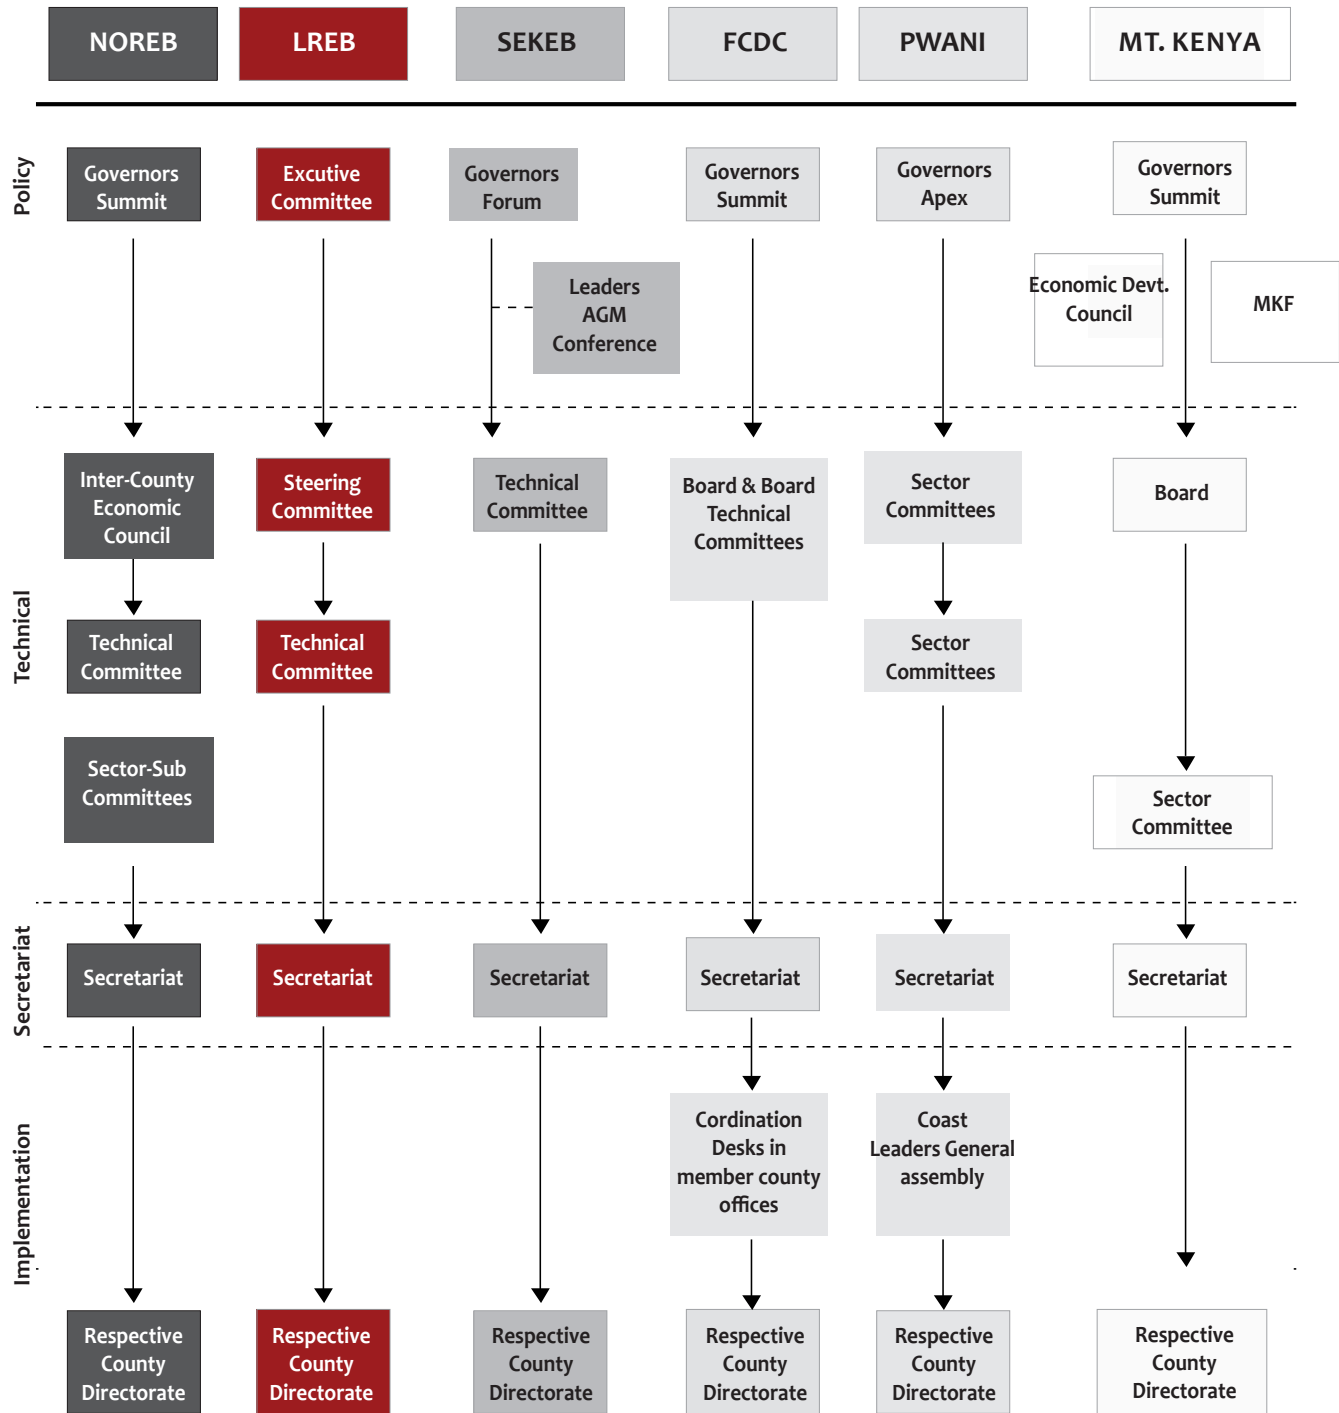 NOREB
LREB
SEKEB
FCDC
PWANI
MT. KENYA
Policy
Governors
Summit
Excutive
Committee
Governors
Forum
Governors
Summit
Governors
Apex
Governors
Summit
Leaders
AGM
Conference
Economic Devt.
Council
MKF
Technical
Inter-County
Economic
Council
Steering
Committee
Technical
Committee
Board & Board
Technical
Committees
Sector
Committees
Board
Technical
Committee
Technical
Committee
Sector
Committees
Sector-Sub
Committees
Sector
Committee
Secretariat
Secretariat
Secretariat
Secretariat
Secretariat
Secretariat
Secretariat
Implementation
Cordination
Desks in
member county
offices
Coast
Leaders General
assembly
Respective
County
Directorate
Respective
County
Directorate
Respective
County
Directorate
Respective
County
Directorate
Respective
County
Directorate
Respective
County
Directorate